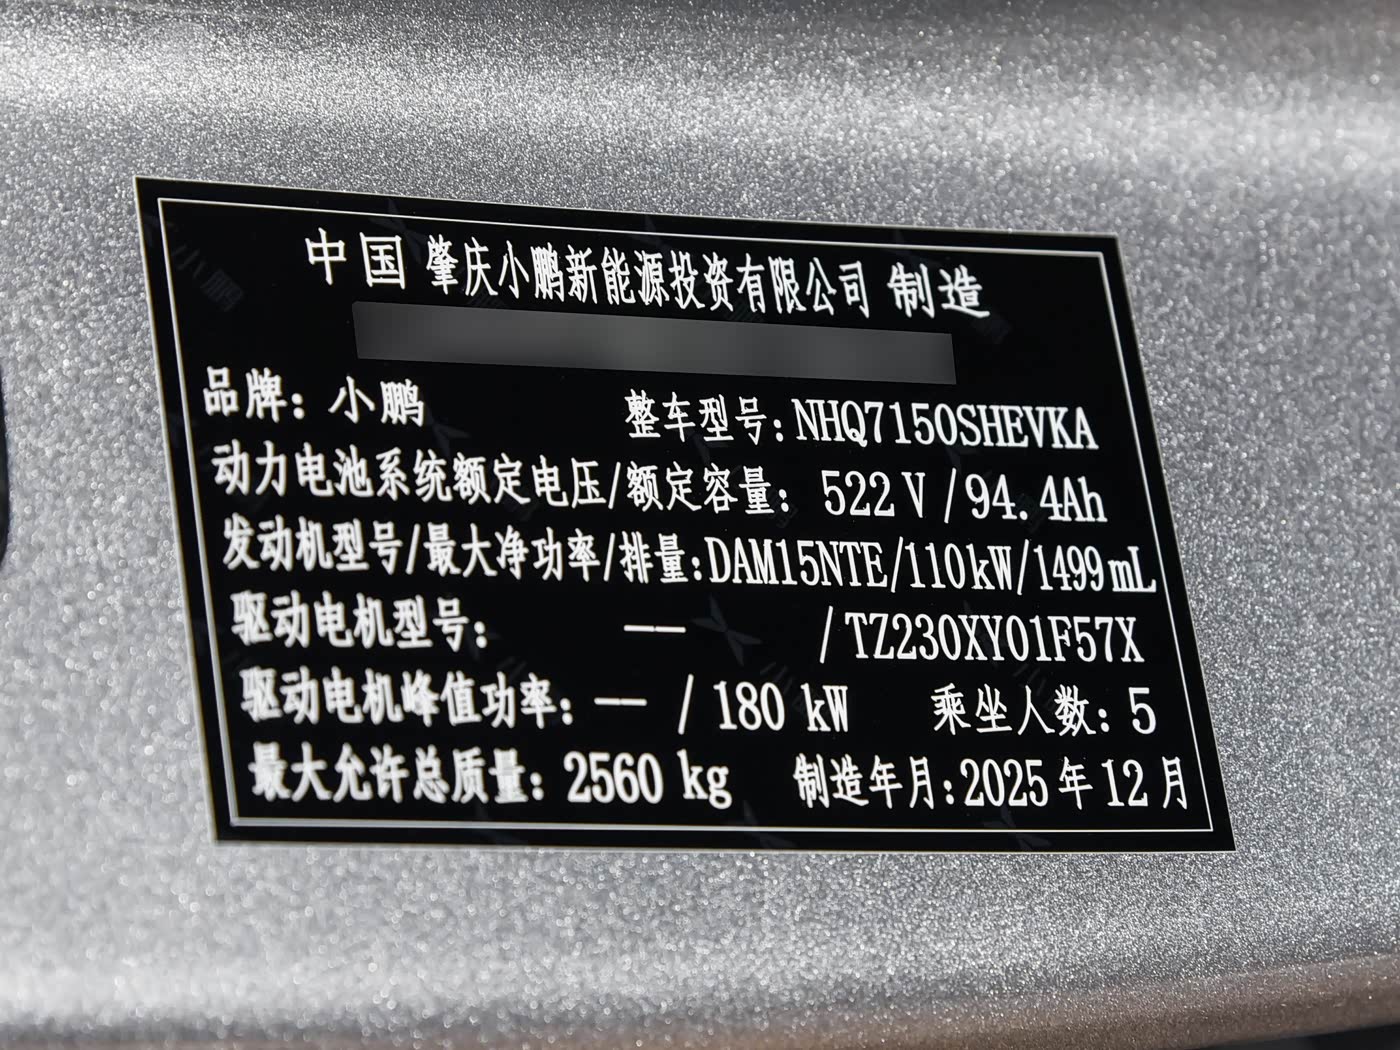 中国 肇庆小鹏新能源投资有限公司 制造
品牌: 小鹏 整车型号: NHQ7150SHEVKA
动力电池系统额定电压/额定容量: 522 V / 94.4Ah
发动机型号/最大净功率/排量: DAM15NTE/110kW/1499mL
驱动电机型号: -- / TZ230XY01F57X
驱动电机峰值功率: -- / 180 kW 乘坐人数: 5
最大允许总质量: 2560 kg 制造年月: 2025年12月